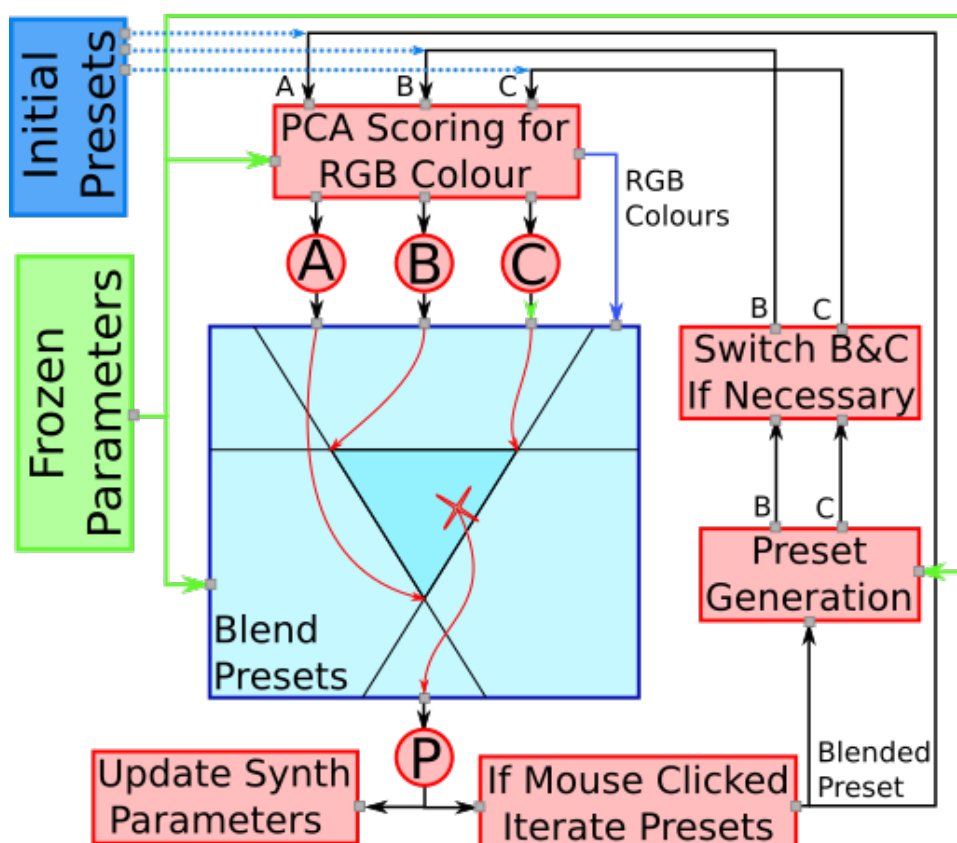 Initial
Presets
A
B
C
PCA Scoring for
RGB Colour
RGB
Colours
A
B
C
Frozen
Parameters
B
C
Switch B&C
If Necessary
B
C
Preset
Generation
Blend
Presets
P
Update Synth
Parameters
If Mouse Clicked
Iterate Presets
Blended
Preset